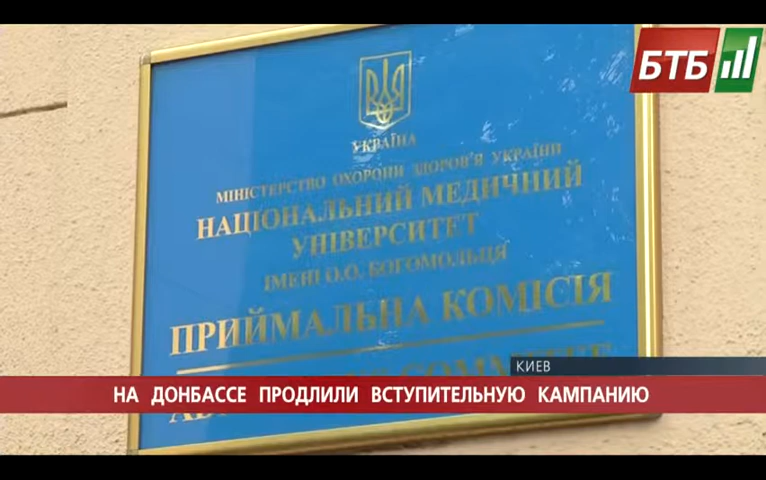 БТБ
УКРАЇНА
МІНІСТЕРСТВО ОХОРОНИ ЗДОРОВ'Я УКРАЇНИ
НАЦІОНАЛЬНИЙ МЕДИЧНИЙ
УНІВЕРСИТЕТ
ІМЕНІ О.О. БОГОМОЛЬЦЯ
ПРИЙМАЛЬНА КОМІСІЯ
КИЕВ
НА ДОНБАССЕ ПРОДЛИЛИ ВСТУПИТЕЛЬНУЮ КАМПАНИЮ